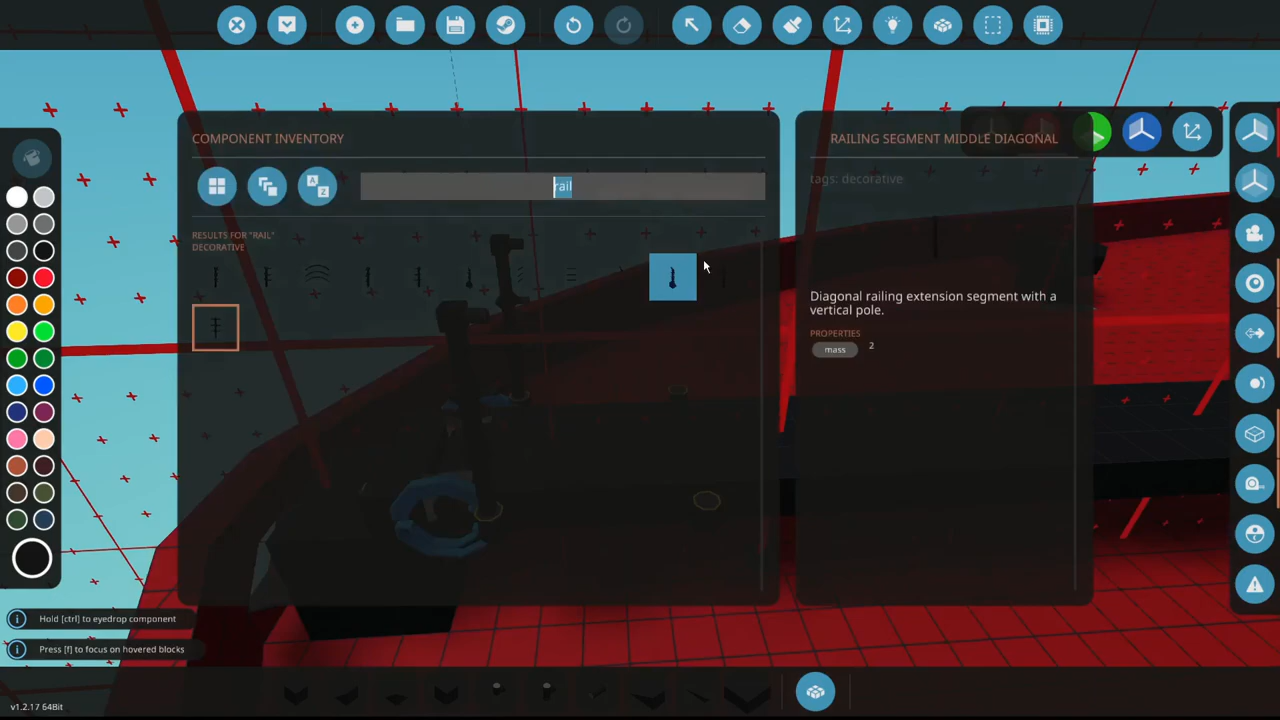 COMPONENT INVENTORY
RAILING SEGMENT MIDDLE DIAGONAL
tags: decorative
A
Z
rail
RESULTS FOR "RAIL"
DECORATIVE
Diagonal railing extension segment with a
vertical pole.
PROPERTIES
mass 2
Hold [ctrl] to eyedrop component
Press [f] to focus on hovered blocks
v1.2.17 64Bit